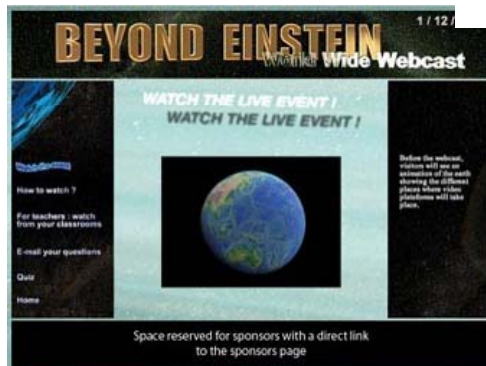 BEYOND EINSTEIN
1 / 12 /
World Wide Webcast
WATCH THE LIVE EVENT !
WATCH THE LIVE EVENT !
How to watch ?
For teachers : watch
from your classrooms
E-mail your questions
Quiz
Home
Before the webcast,
visitors will see an
animation of the earth
showing the different
places where video
plateforms will take
place.
Space reserved for sponsors with a direct link
to the sponsors page